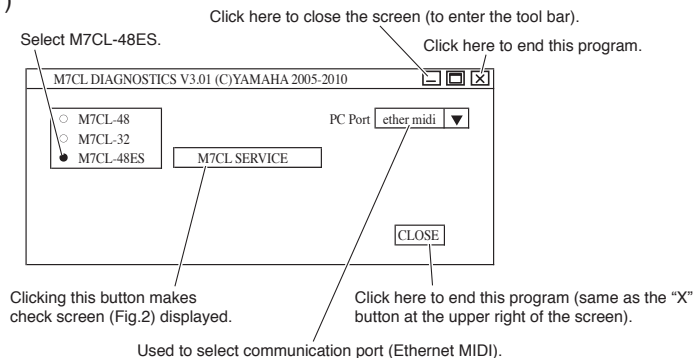 )
Click here to close the screen (to enter the tool bar).
Select M7CL-48ES.
Click here to end this program.
M7CL DIAGNOSTICS V3.01 (C)YAMAHA 2005-2010
M7CL-48
M7CL-32
M7CL-48ES
M7CL SERVICE
PC Port
ether midi
CLOSE
Clicking this button makes
check screen (Fig.2) displayed.
Click here to end this program (same as the “X”
button at the upper right of the screen).
Used to select communication port (Ethernet MIDI).